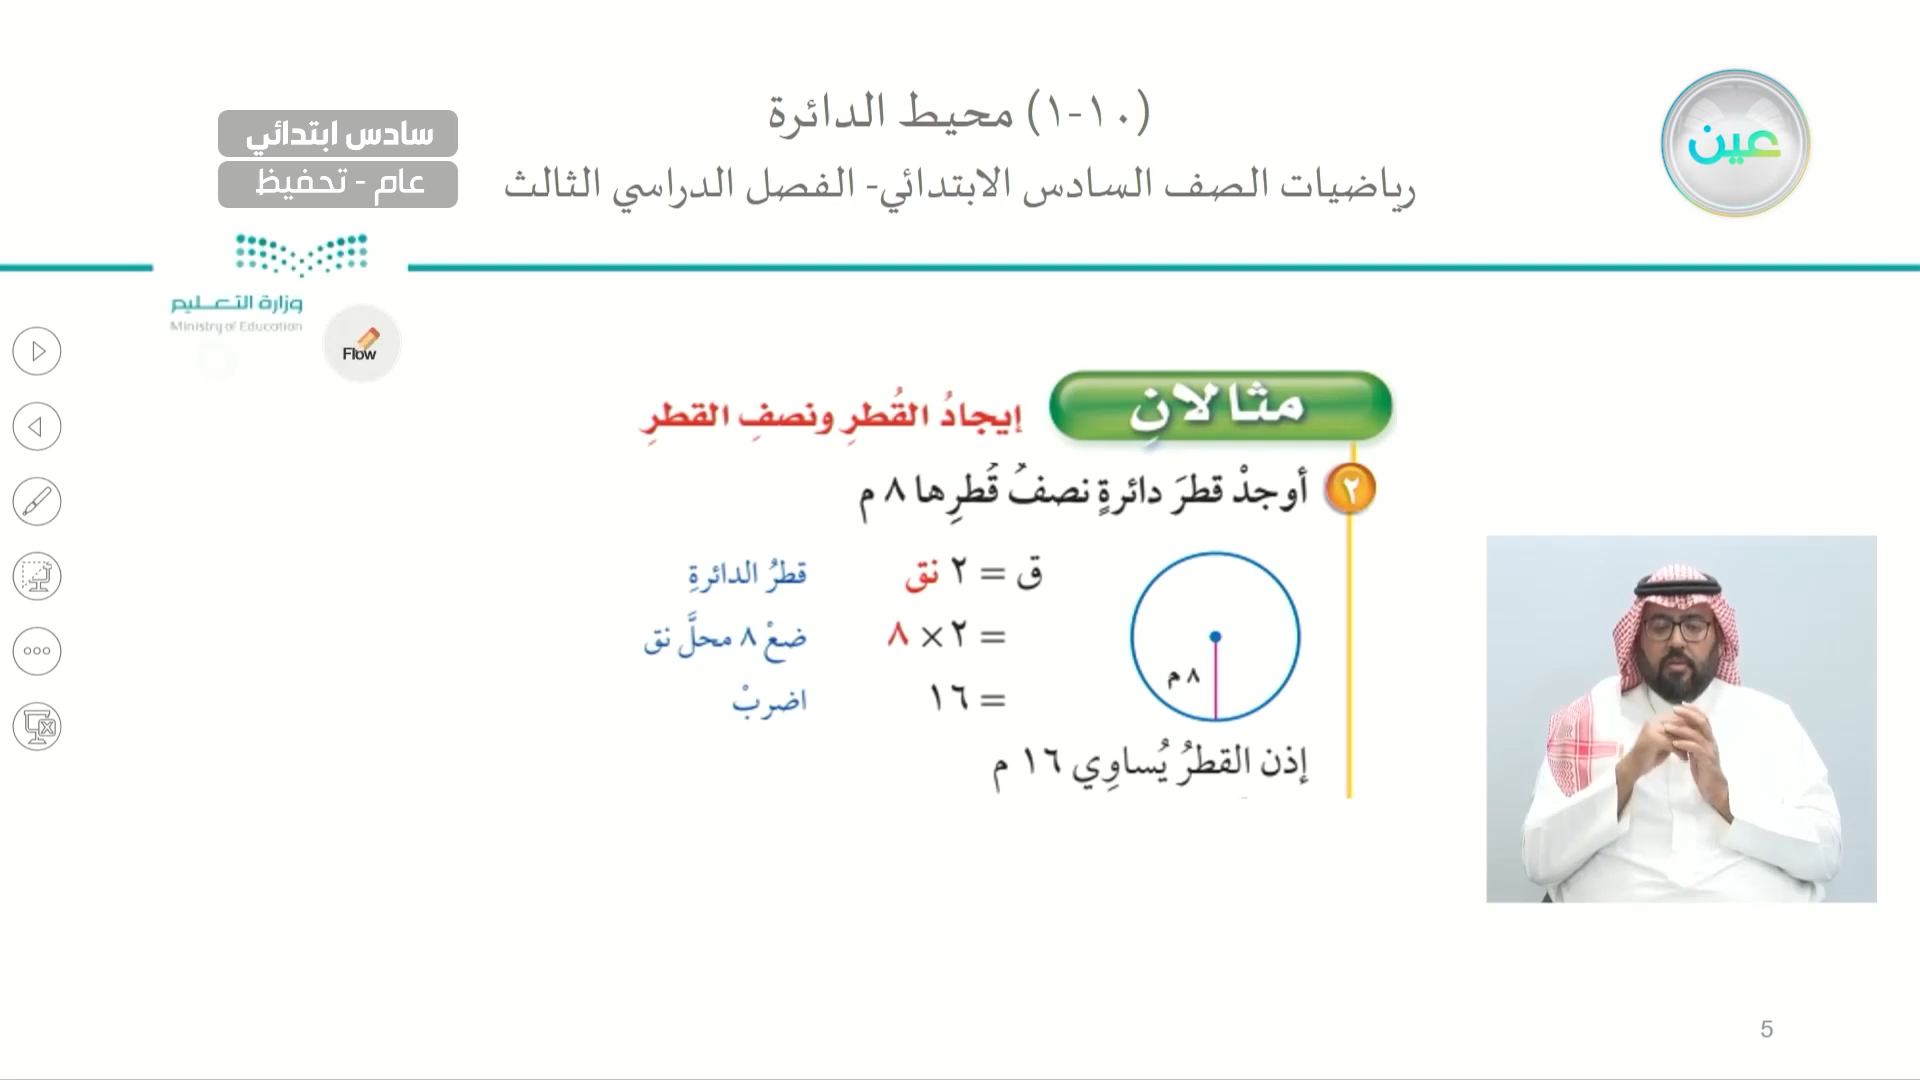 (١٠-١) محيط الدائرة
رياضيات الصف السادس الابتدائي- الفصل الدراسي الثالث
سادس ابتدائي
عام - تحفيظ
عين
وزارة التعليم
Ministry of Education
Flow
مثالانِ
إيجادُ القُطرِ ونصفِ القطرِ
٢ أوجدْ قطرَ دائرةٍ نصفُ قُطرِها ٨ م
ق = ٢ نق قطرُ الدائرةِ
= ٢ × ٨ ضعْ ٨ محلَّ نق
= ١٦ اضربْ
٨ م
إذن القطرُ يُساوِي ١٦ م
5